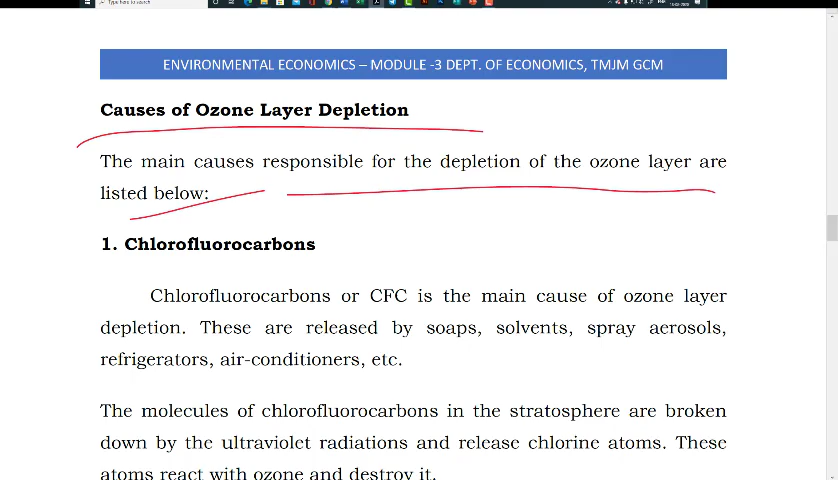 Type here to search
ENVIRONMENTAL ECONOMICS – MODULE -3 DEPT. OF ECONOMICS, TMJM GCM
Causes of Ozone Layer Depletion
The main causes responsible for the depletion of the ozone layer are
listed below:
1. Chlorofluorocarbons
Chlorofluorocarbons or CFC is the main cause of ozone layer
depletion. These are released by soaps, solvents, spray aerosols,
refrigerators, air-conditioners, etc.
The molecules of chlorofluorocarbons in the stratosphere are broken
down by the ultraviolet radiations and release chlorine atoms. These
atoms react with ozone and destroy it.